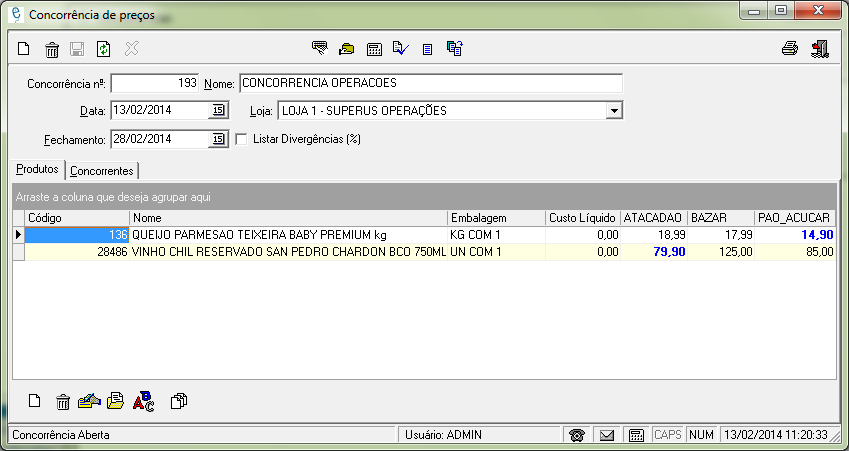 Concorrência de preços
Concorrência nº: 193 Nome: CONCORRENCIA OPERACOES
Data: 13/02/2014 15 Loja: LOJA 1 - SUPERUS OPERAÇÕES
Fechamento: 28/02/2014 15 Listar Divergências (%)
Produtos Concorrentes
Arraste a coluna que deseja agrupar aqui
Código Nome Embalagem Custo Líquido ATACADAO BAZAR PAO_ACUCAR
136 QUEIJO PARMESAO TEIXEIRA BABY PREMIUM kg KG COM 1 0,00 18,99 17,99 14,90
28486 VINHO CHIL RESERVADO SAN PEDRO CHARDON BCO 750ML UN COM 1 0,00 79,90 125,00 85,00
A B C
Concorrência Aberta Usuário: ADMIN CAPS NUM 13/02/2014 11:20:33